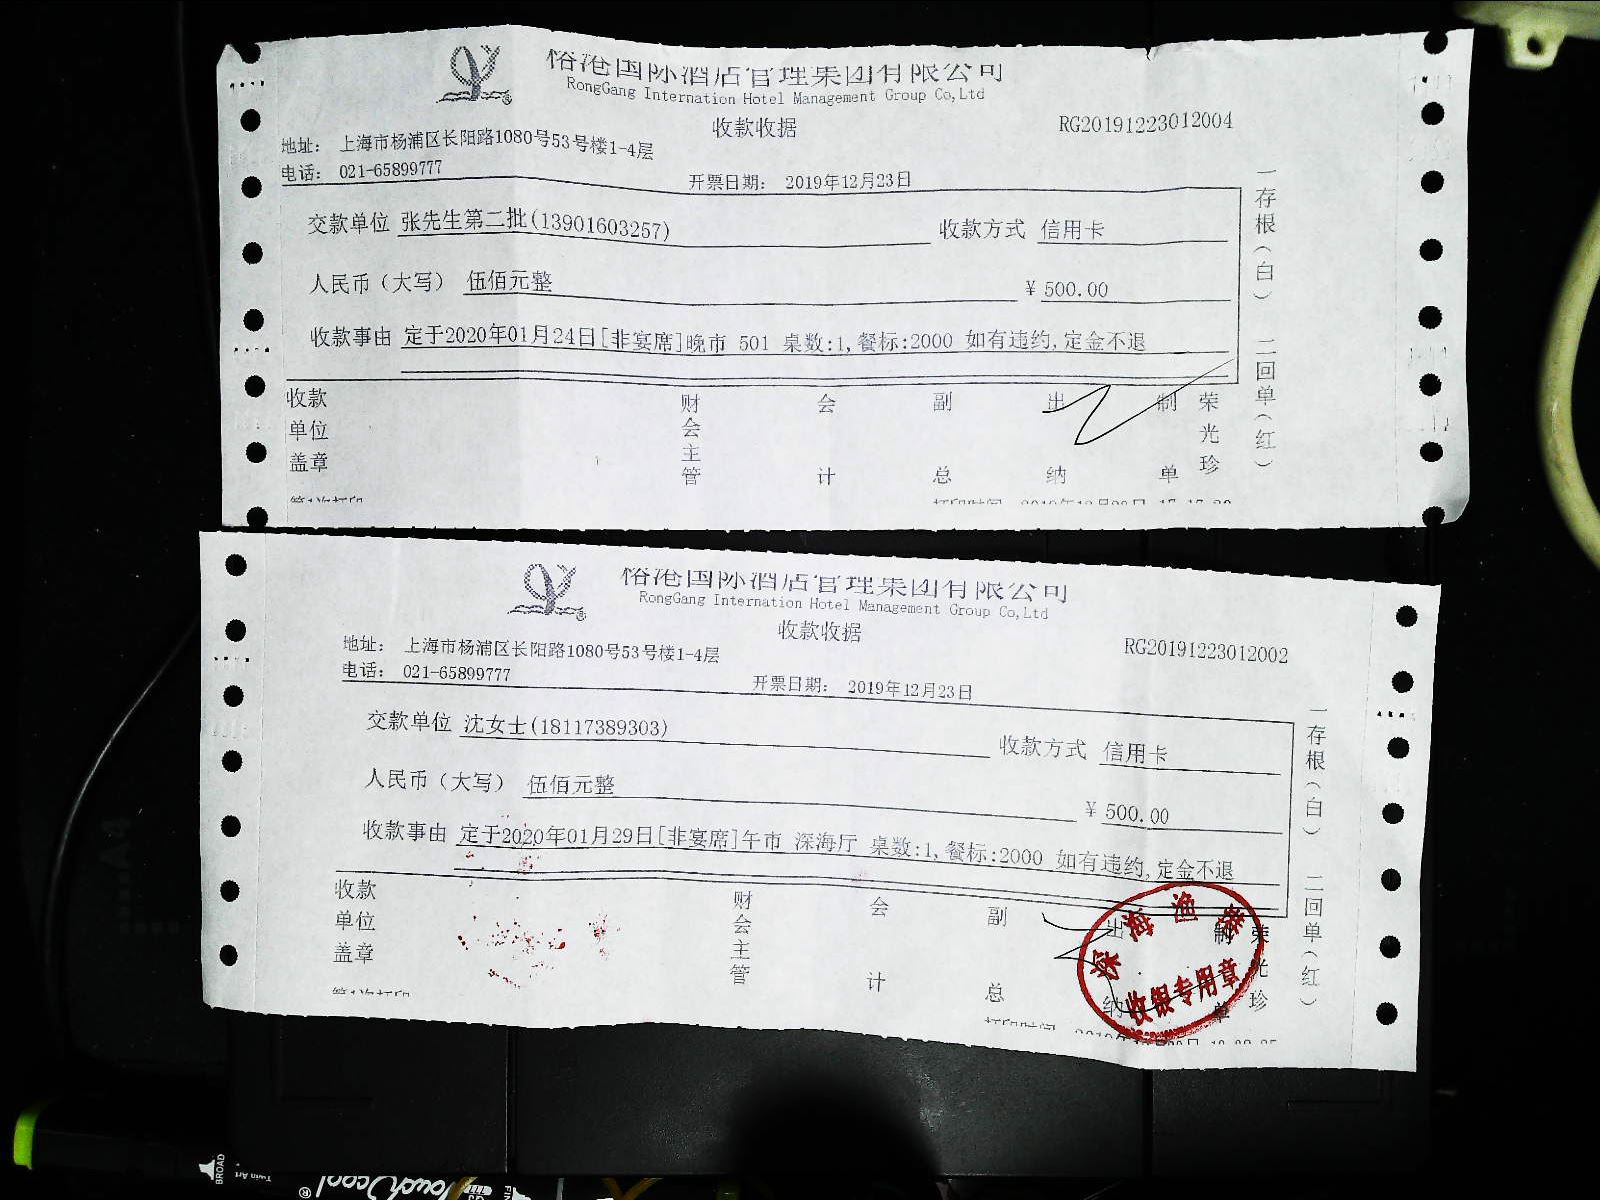 国际酒店管理集团有限公司
RongGang Internation Hotel Management Group Co,Ltd
收款收据
RG20191223012004
地址： 上海市杨浦区长阳路1080号53号楼1-4层
电话： 021-65899777
开票日期： 2019年12月23日
交款单位 张先生第二批(13901603257) 收款方式 信用卡
人民币（大写） 伍佰元整 ￥500.00
收款事由 定于2020年01月24日[非宴席]晚市 501 桌数:1,餐标:2000 如有违约,定金不退
收款单位盖章 财会主管 会计 副总 出纳 制单 荣光珍
一存根（白） 二回单（红）
国际酒店管理集团有限公司
RongGang Internation Hotel Management Group Co,Ltd
收款收据
RG20191223012002
地址： 上海市杨浦区长阳路1080号53号楼1-4层
电话： 021-65899777
开票日期： 2019年12月23日
交款单位 沈女士(18117389303) 收款方式 信用卡
人民币（大写） 伍佰元整 ￥500.00
收款事由 定于2020年01月29日[非宴席]午市 深海厅 桌数:1,餐标:2000 如有违约,定金不退
收款单位盖章 财会主管 会计 副总 出纳 制单 荣光珍
一存根（白） 二回单（红）
深海渔港
收银专用章
BROAD
Twin Art
Touch cool